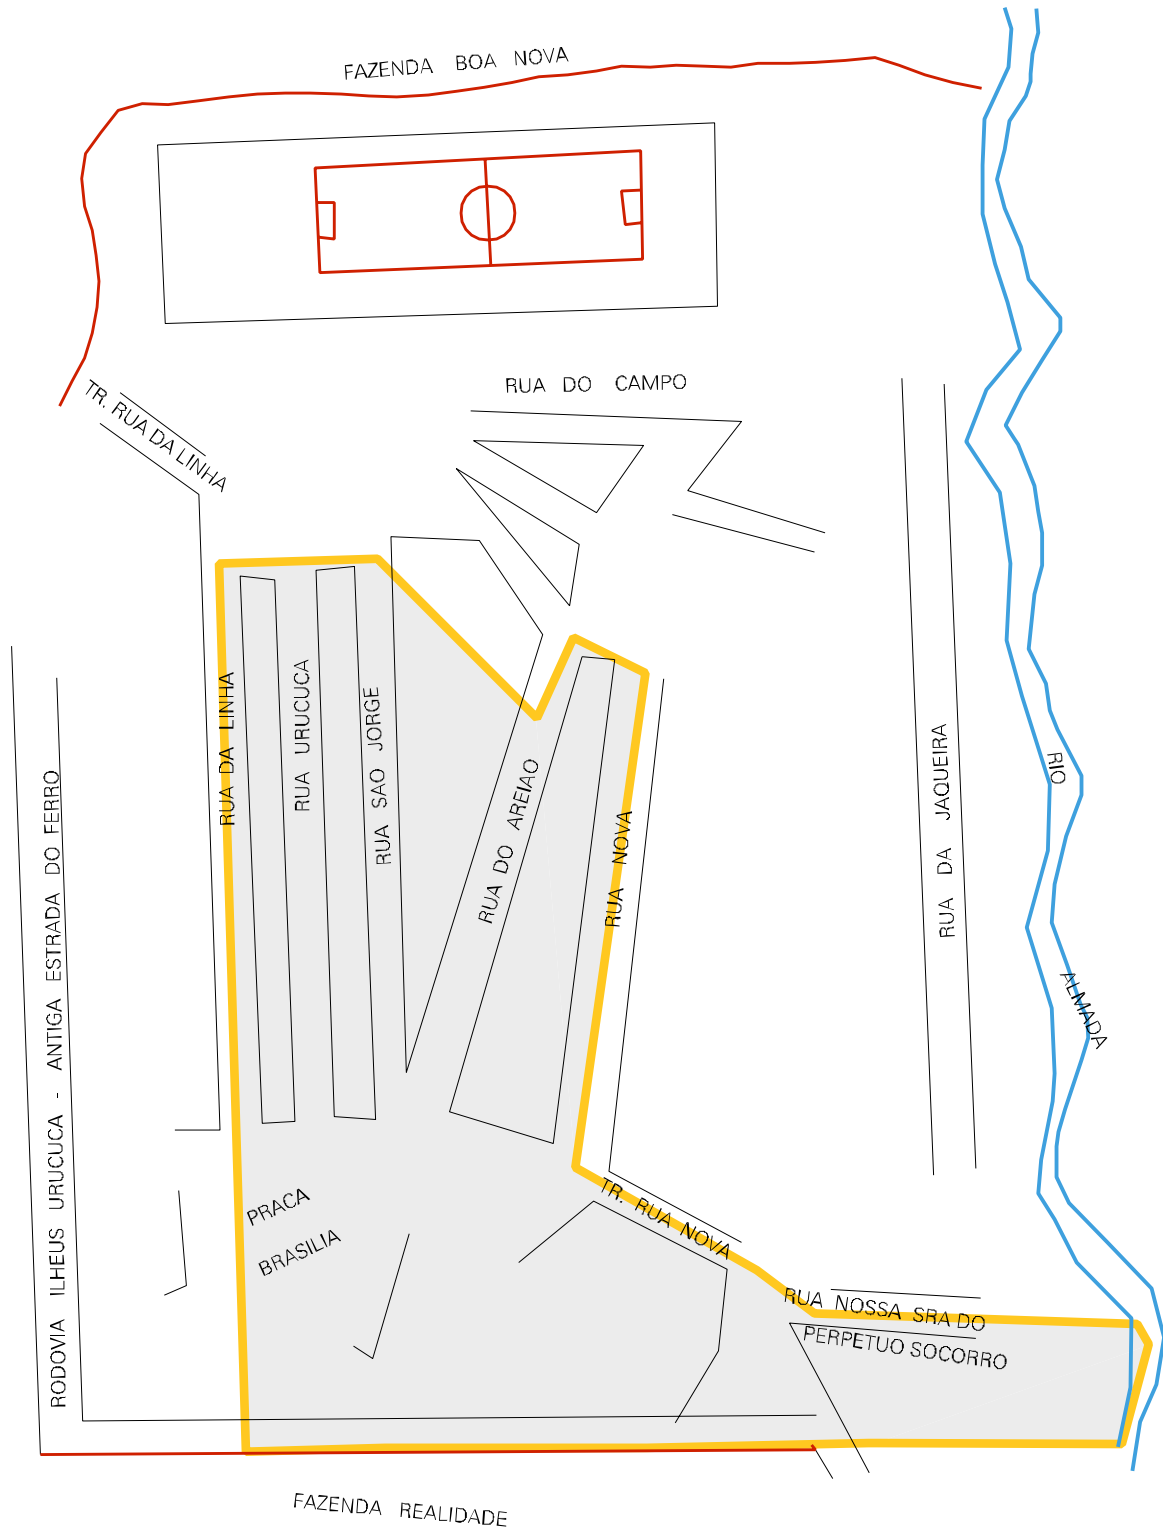 FAZENDA BOA NOVA
RUA DO CAMPO
TR. RUA DA LINHA
RUA DA LINHA
RUA URUCUCA
RUA SAO JORGE
RUA DO AREIAO
RUA NOVA
RUA DA JAQUEIRA
RIO
ALMADA
RODOVIA ILHEUS URUCUCA - ANTIGA ESTRADA DO FERRO
PRACA
BRASILIA
TR. RUA NOVA
RUA NOSSA SRA DO
PERPETUO SOCORRO
FAZENDA REALIDADE